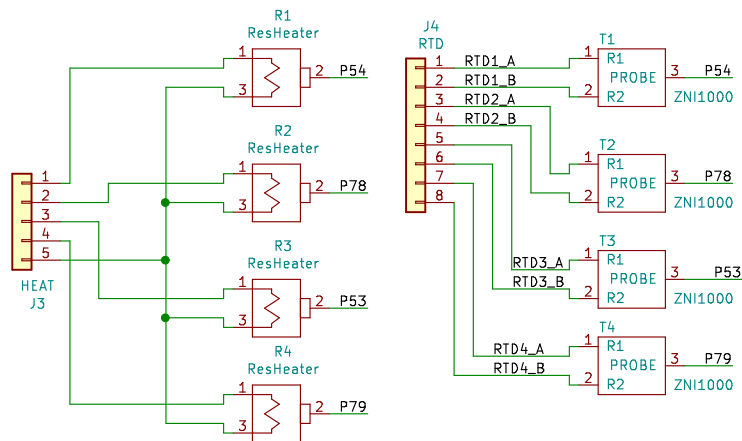 R1
ResHeater
1
3
2
P54
R2
ResHeater
1
3
2
P78
R3
ResHeater
1
3
2
P53
R4
ResHeater
1
3
2
P79
1
2
3
4
5
HEAT
J3
J4
RTD
1
2
3
4
5
6
7
8
RTD1_A
RTD1_B
RTD2_A
RTD2_B
RTD3_A
RTD3_B
RTD4_A
RTD4_B
T1
1
R1
PROBE
3
P54
2
R2
ZNI1000
T2
1
R1
PROBE
3
P78
2
R2
ZNI1000
T3
1
R1
PROBE
3
P53
2
R2
ZNI1000
T4
1
R1
PROBE
3
P79
2
R2
ZNI1000